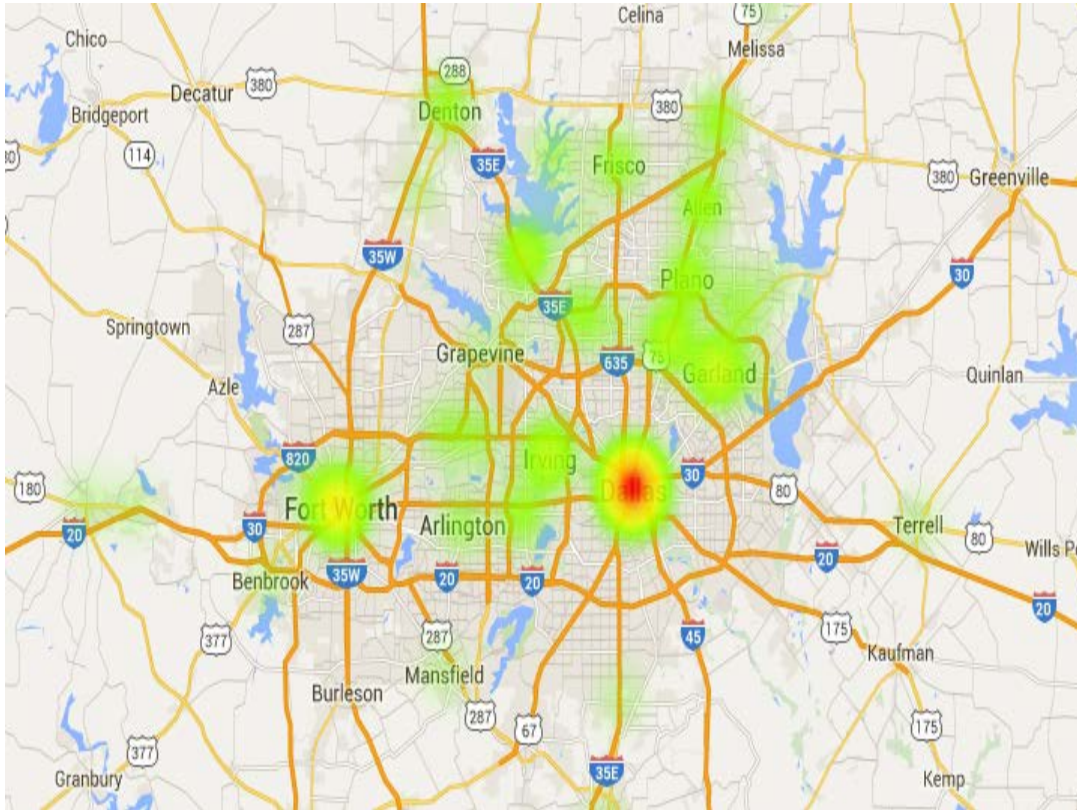 Celina
75
Chico
Melissa
288
380
Decatur
380
Denton
380
Bridgeport
114
35E
Frisco
380
Greenville
Allen
35W
30
Plano
35E
287
Springtown
Grapevine
75
635
Garland
Quinlan
Azle
820
Irving
30
180
Dallas
80
Fort Worth
20
30
Arlington
Terrell
80
Wills Po
20
Benbrook
35W
20
20
20
377
287
45
175
Kaufman
Mansfield
Burleson
287
67
175
377
35E
Granbury
Kemp